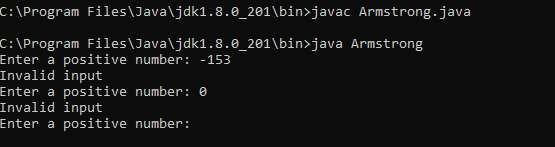 C:\Program Files\Java\jdk1.8.0_201\bin>javac Armstrong.java
C:\Program Files\Java\jdk1.8.0_201\bin>java Armstrong
Enter a positive number: -153
Invalid input
Enter a positive number: 0
Invalid input
Enter a positive number: